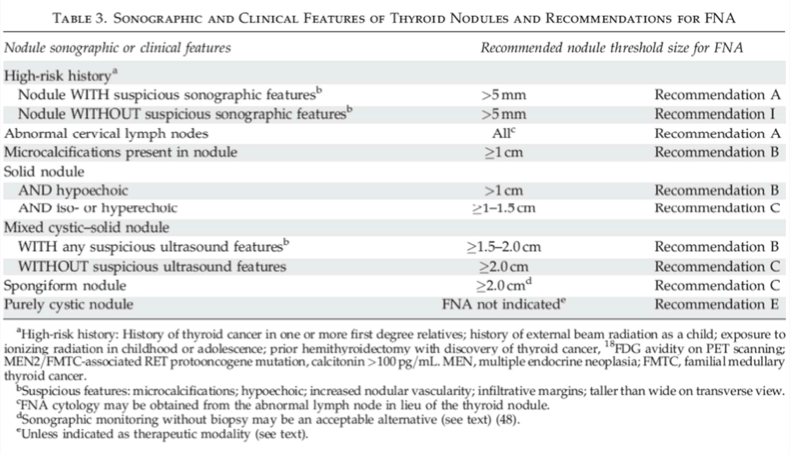 TABLE 3. SONOGRAPHIC AND CLINICAL FEATURES OF THYROID NODULES AND RECOMMENDATIONS FOR FNA
Nodule sonographic or clinical features Recommended nodule threshold size for FNA
High-risk history^a
Nodule WITH suspicious sonographic features^b >5 mm Recommendation A
Nodule WITHOUT suspicious sonographic features^b >5 mm Recommendation I
Abnormal cervical lymph nodes All^c Recommendation A
Microcalcifications present in nodule ≥1 cm Recommendation B
Solid nodule
AND hypoechoic >1 cm Recommendation B
AND iso- or hyperechoic ≥1–1.5 cm Recommendation C
Mixed cystic–solid nodule
WITH any suspicious ultrasound features^b ≥1.5–2.0 cm Recommendation B
WITHOUT suspicious ultrasound features ≥2.0 cm Recommendation C
Spongiform nodule ≥2.0 cm^d Recommendation C
Purely cystic nodule FNA not indicated^e Recommendation E
^aHigh-risk history: History of thyroid cancer in one or more first degree relatives; history of external beam radiation as a child; exposure to
ionizing radiation in childhood or adolescence; prior hemithyroidectomy with discovery of thyroid cancer, ^18FDG avidity on PET scanning;
MEN2/FMTC-associated RET protooncogene mutation, calcitonin >100 pg/mL. MEN, multiple endocrine neoplasia; FMTC, familial medullary
thyroid cancer.
^bSuspicious features: microcalcifications; hypoechoic; increased nodular vascularity; infiltrative margins; taller than wide on transverse view.
^cFNA cytology may be obtained from the abnormal lymph node in lieu of the thyroid nodule.
^dSonographic monitoring without biopsy may be an acceptable alternative (see text) (48).
^eUnless indicated as therapeutic modality (see text).